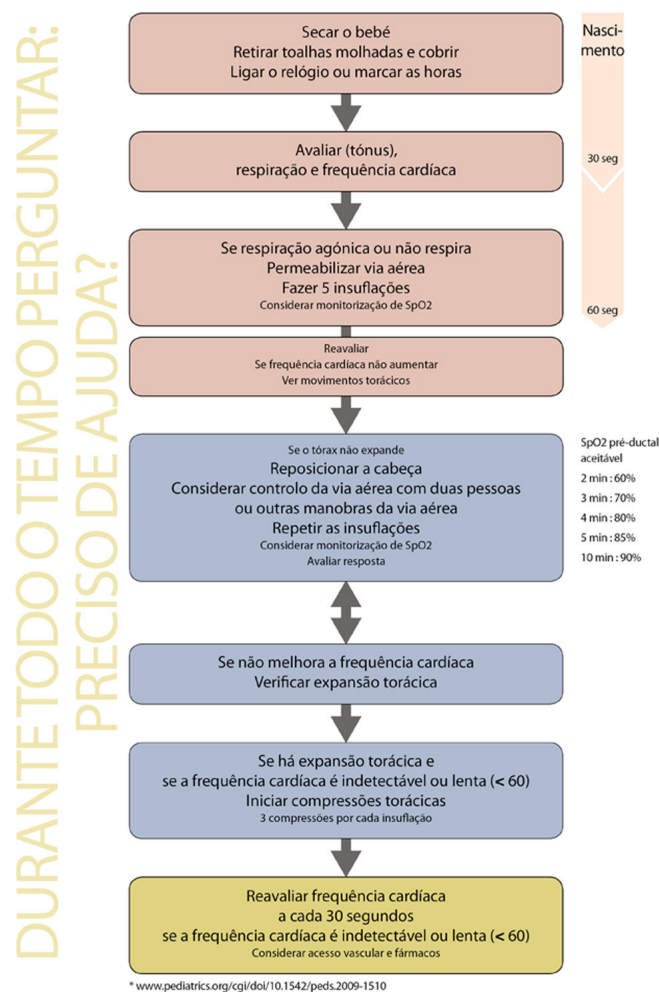 DURANTE TODO O TEMPO PERGUNTAR:
PRECISO DE AJUDA?
Secar o bebé
Retirar toalhas molhadas e cobrir
Ligar o relógio ou marcar as horas
Nasci-
mento
Avaliar (tónus),
respiração e frequência cardíaca
30 seg
Se respiração agónica ou não respira
Permeabilizar via aérea
Fazer 5 insuflações
Considerar monitorização de SpO2
60 seg
Reavaliar
Se frequência cardíaca não aumentar
Ver movimentos torácicos
Se o tórax não expande
Reposicionar a cabeça
Considerar controlo da via aérea com duas pessoas
ou outras manobras da via aérea
Repetir as insuflações
Considerar monitorização de SpO2
Avaliar resposta
SpO2 pré-ductal
aceitável
2 min : 60%
3 min : 70%
4 min : 80%
5 min : 85%
10 min : 90%
Se não melhora a frequência cardíaca
Verificar expansão torácica
Se há expansão torácica e
se a frequência cardíaca é indetectável ou lenta (< 60)
Iniciar compressões torácicas
3 compressões por cada insuflação
Reavaliar frequência cardíaca
a cada 30 segundos
se a frequência cardíaca é indetectável ou lenta (< 60)
Considerar acesso vascular e fármacos
* www.pediatrics.org/cgi/doi/10.1542/peds.2009-1510